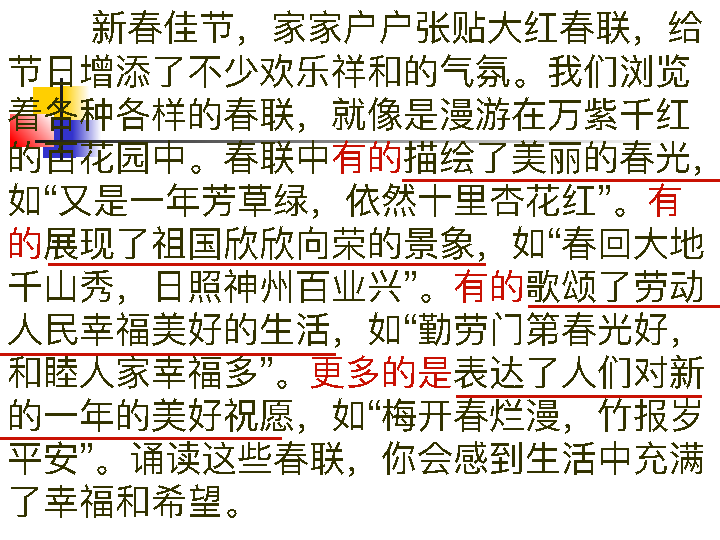 新春佳节，家家户户张贴大红春联，给
节日增添了不少欢乐祥和的气氛。我们浏览
着各种各样的春联，就像是漫游在万紫千红
的百花园中。春联中有的描绘了美丽的春光，
如“又是一年芳草绿，依然十里杏花红”。有
的展现了祖国欣欣向荣的景象，如“春回大地
千山秀，日照神州百业兴”。有的歌颂了劳动
人民幸福美好的生活，如“勤劳门第春光好，
和睦人家幸福多”。更多的是表达了人们对新
的一年的美好祝愿，如“梅开春烂漫，竹报岁
平安”。诵读这些春联，你会感到生活中充满
了幸福和希望。